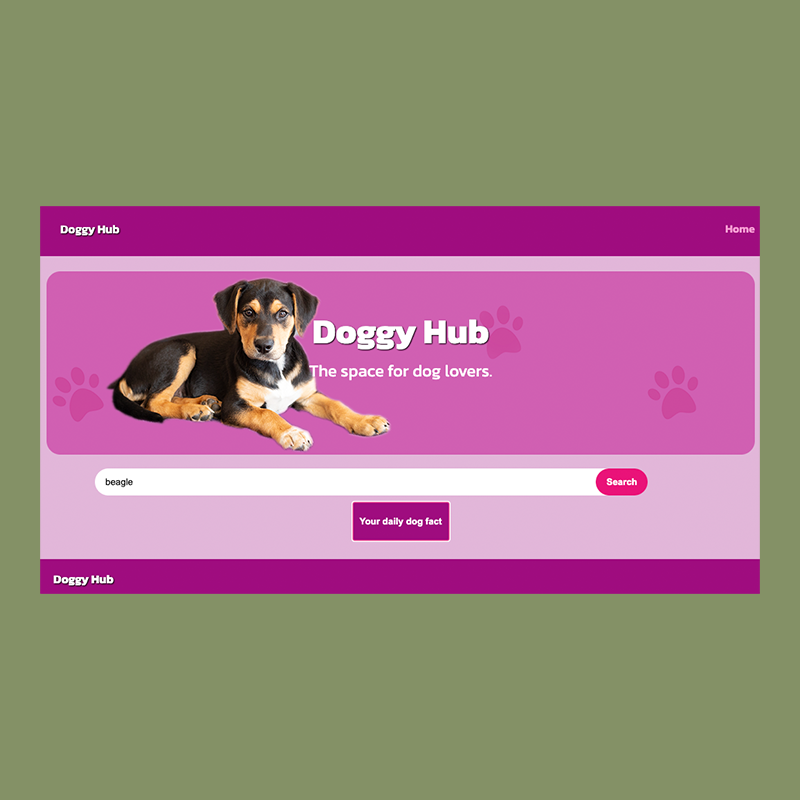 Doggy Hub
Home
Doggy Hub
The space for dog lovers.
beagle
Search
Your daily dog fact
Doggy Hub